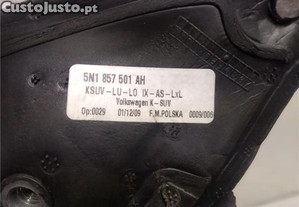 CustoJusto.pt
5N1 857 501 AH
KSUV-LU-LO IX-AS-LxL
Volkswagen K-SUV
Op:0029 01/12/09 F.M.POLSKA 0009/006